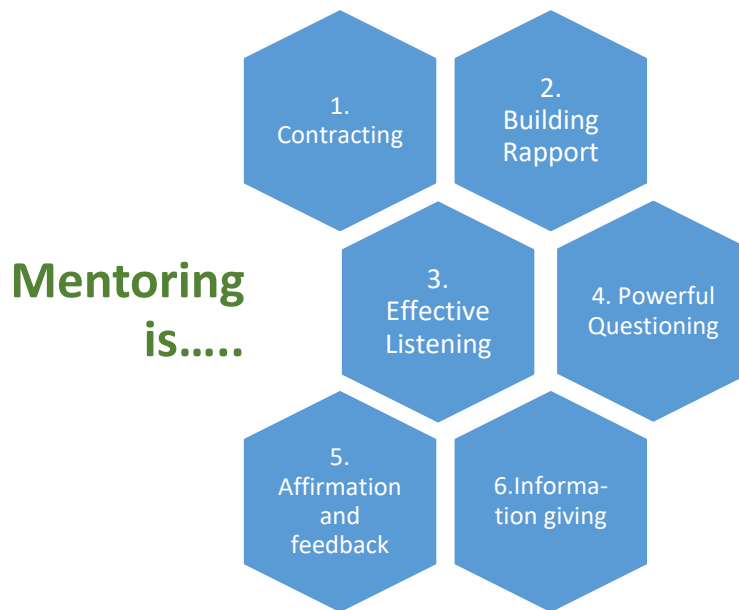 Mentoring
is.....
1.
Contracting
2.
Building
Rapport
3.
Effective
Listening
4. Powerful
Questioning
5.
Affirmation
and
feedback
6.Informa-
tion giving